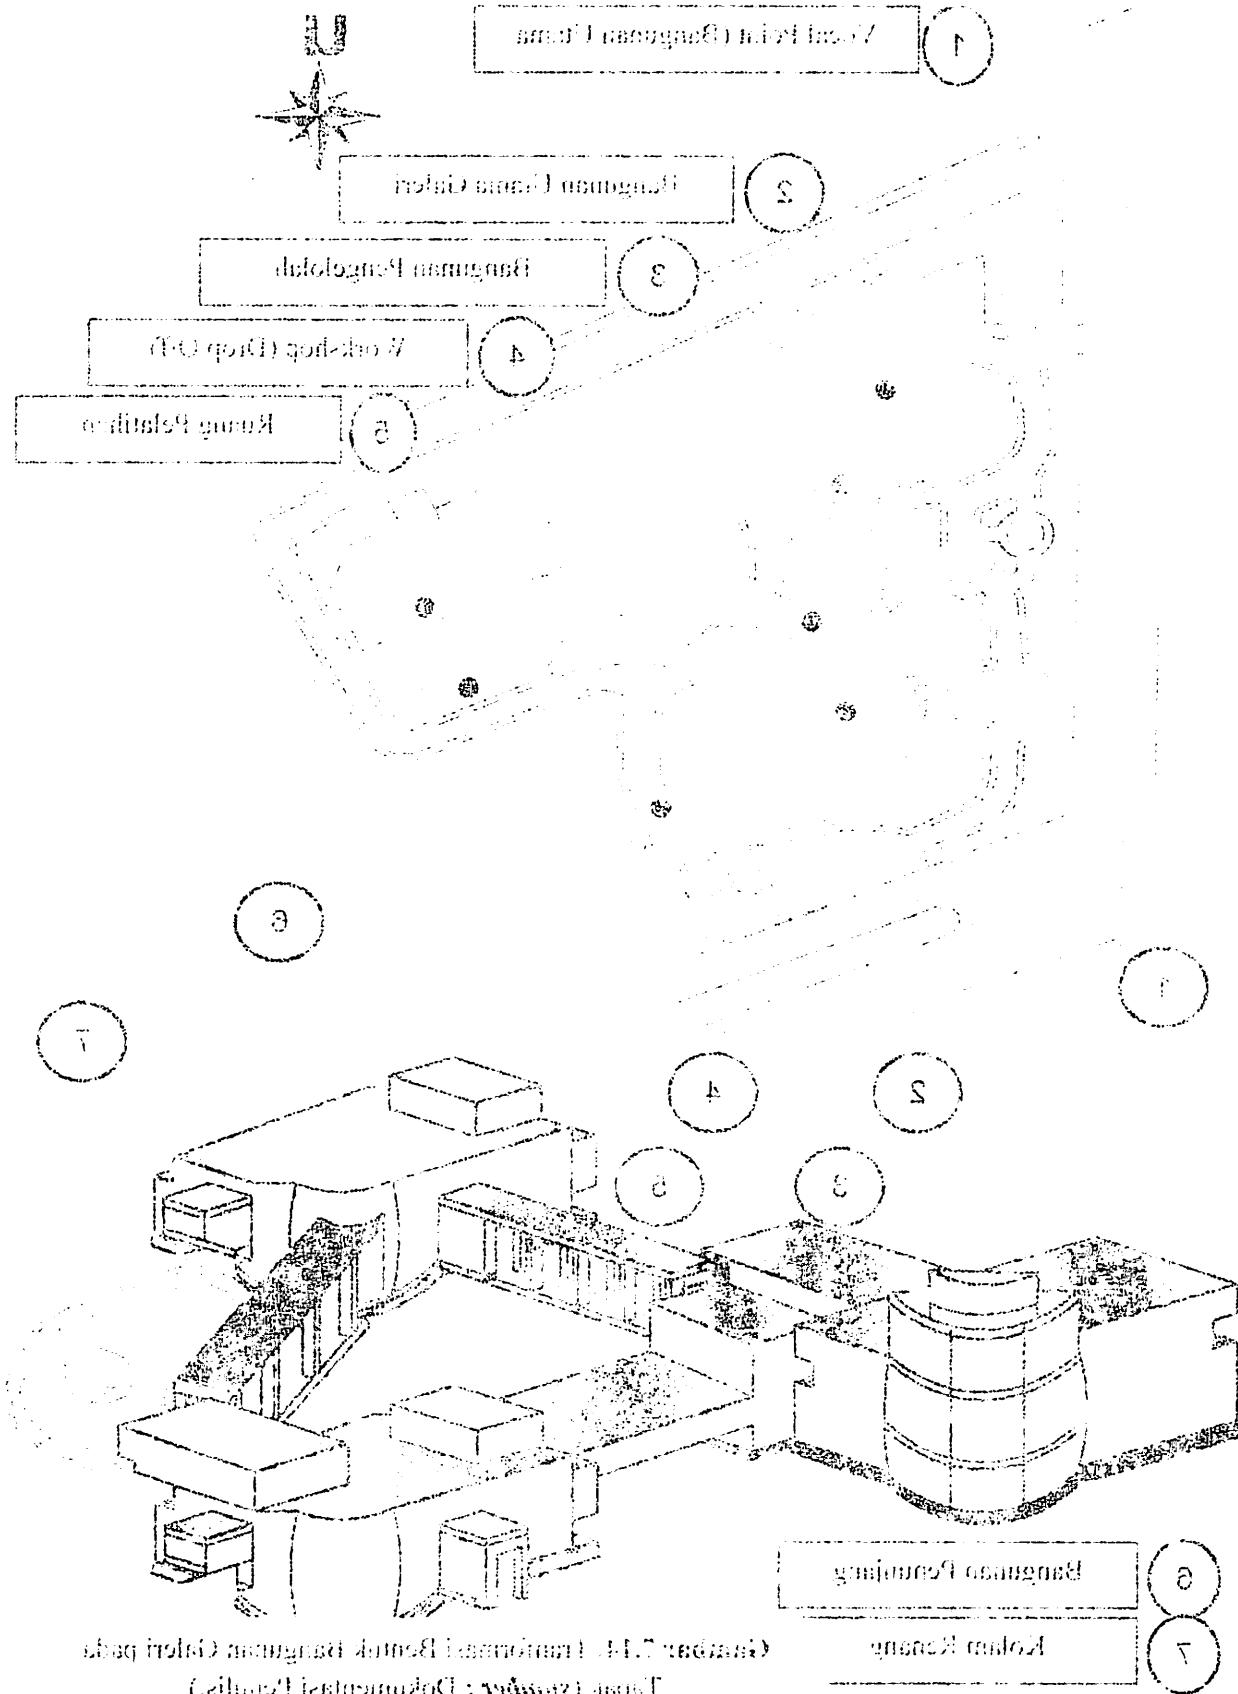 U
1 Vocal Point (Bangunan Utama
2 Bangunan Utama Galeri
3 Bangunan Pengelolah
4 Workshop (Drop Off)
5 Ruang Pelatihan
6
7
1
4
2
5
3
6 Bangunan Penunjang
7 Kolam Renang
Gambar 7.14. Tranformasi Bentuk Bangunan Galeri pada
Tapak (sumber : Dokumentasi Penulis.)